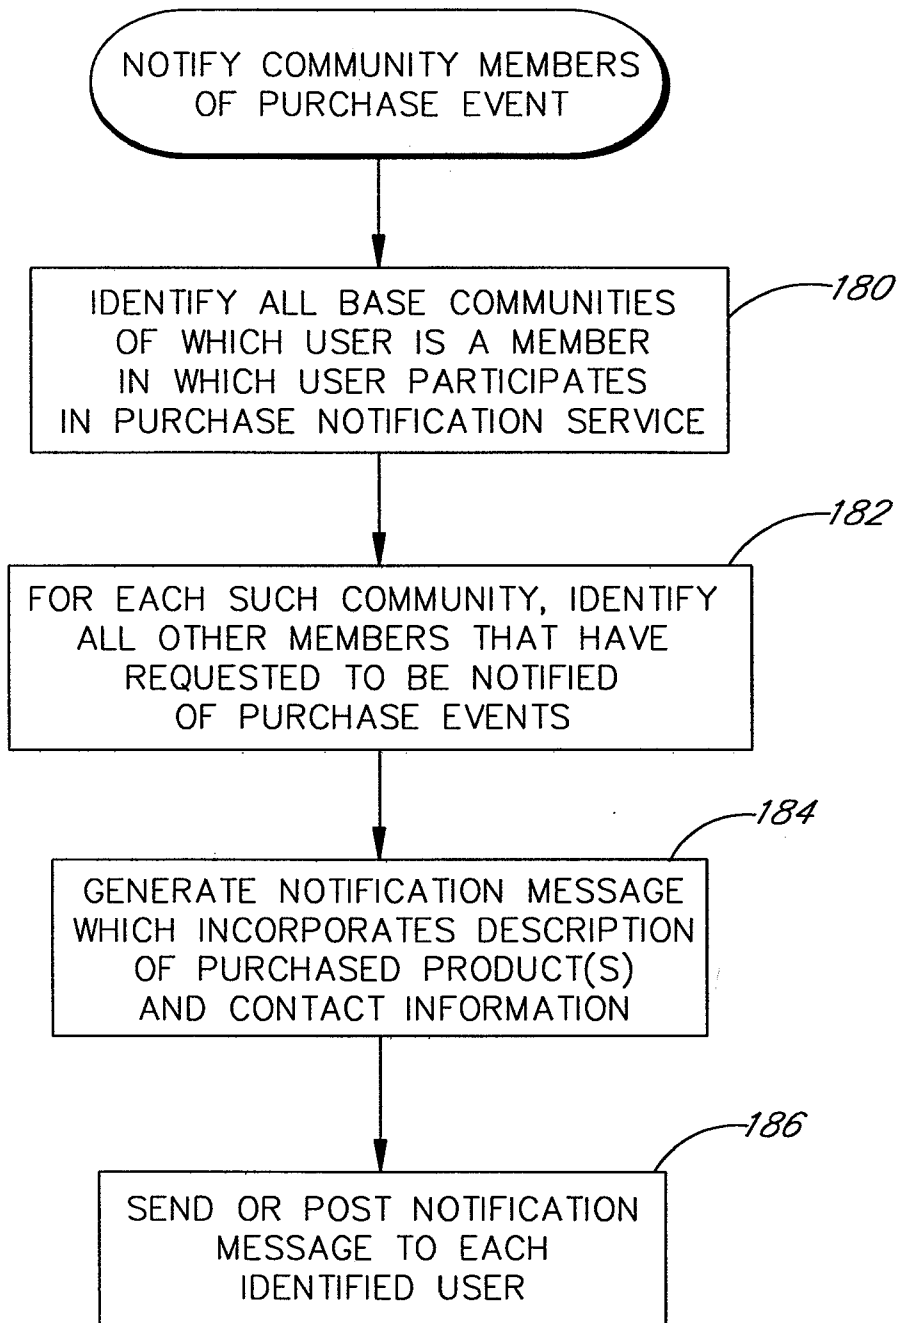 NOTIFY COMMUNITY MEMBERS
OF PURCHASE EVENT
180
IDENTIFY ALL BASE COMMUNITIES
OF WHICH USER IS A MEMBER
IN WHICH USER PARTICIPATES
IN PURCHASE NOTIFICATION SERVICE
182
FOR EACH SUCH COMMUNITY, IDENTIFY
ALL OTHER MEMBERS THAT HAVE
REQUESTED TO BE NOTIFIED
OF PURCHASE EVENTS
184
GENERATE NOTIFICATION MESSAGE
WHICH INCORPORATES DESCRIPTION
OF PURCHASED PRODUCT(S)
AND CONTACT INFORMATION
186
SEND OR POST NOTIFICATION
MESSAGE TO EACH
IDENTIFIED USER